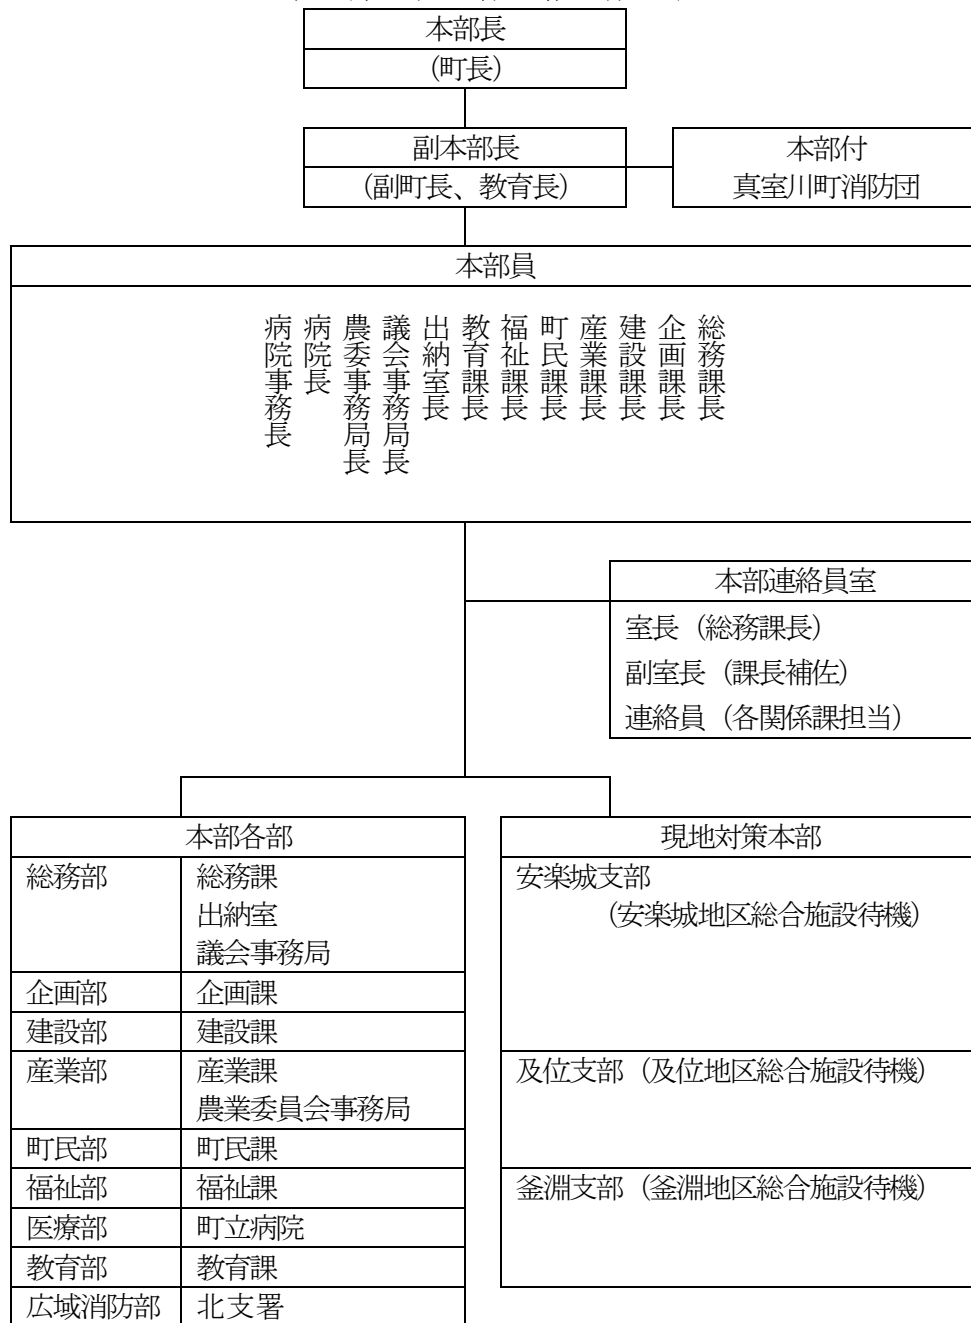 本部長
（町長）
副本部長
（副町長、教育長）
本部付
真室川町消防団
本部員
総務課長
企画課長
建設課長
産業課長
町民課長
福祉課長
教育課長
出納室長
議会事務局長
農委事務局長
病院長
病院事務長
本部連絡員室
室長（総務課長）
副室長（課長補佐）
連絡員（各関係課担当）
本部各部
総務部 総務課
出納室
議会事務局
企画部 企画課
建設部 建設課
産業部 産業課
農業委員会事務局
町民部 町民課
福祉部 福祉課
医療部 町立病院
教育部 教育課
広域消防部 北支署
現地対策本部
安楽城支部
（安楽城地区総合施設待機）
及位支部（及位地区総合施設待機）
釜淵支部（釜淵地区総合施設待機）